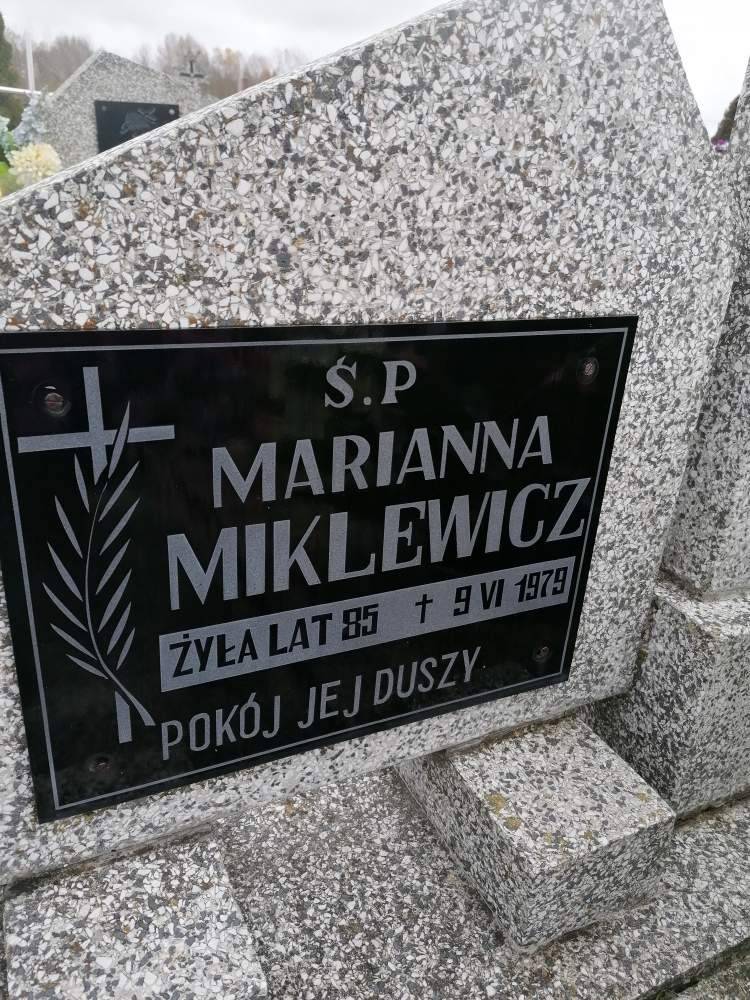 Ś.P
MARIANNA
MIKLEWICZ
ŻYŁA LAT 85 † 9 VI 1979
POKÓJ JEJ DUSZY